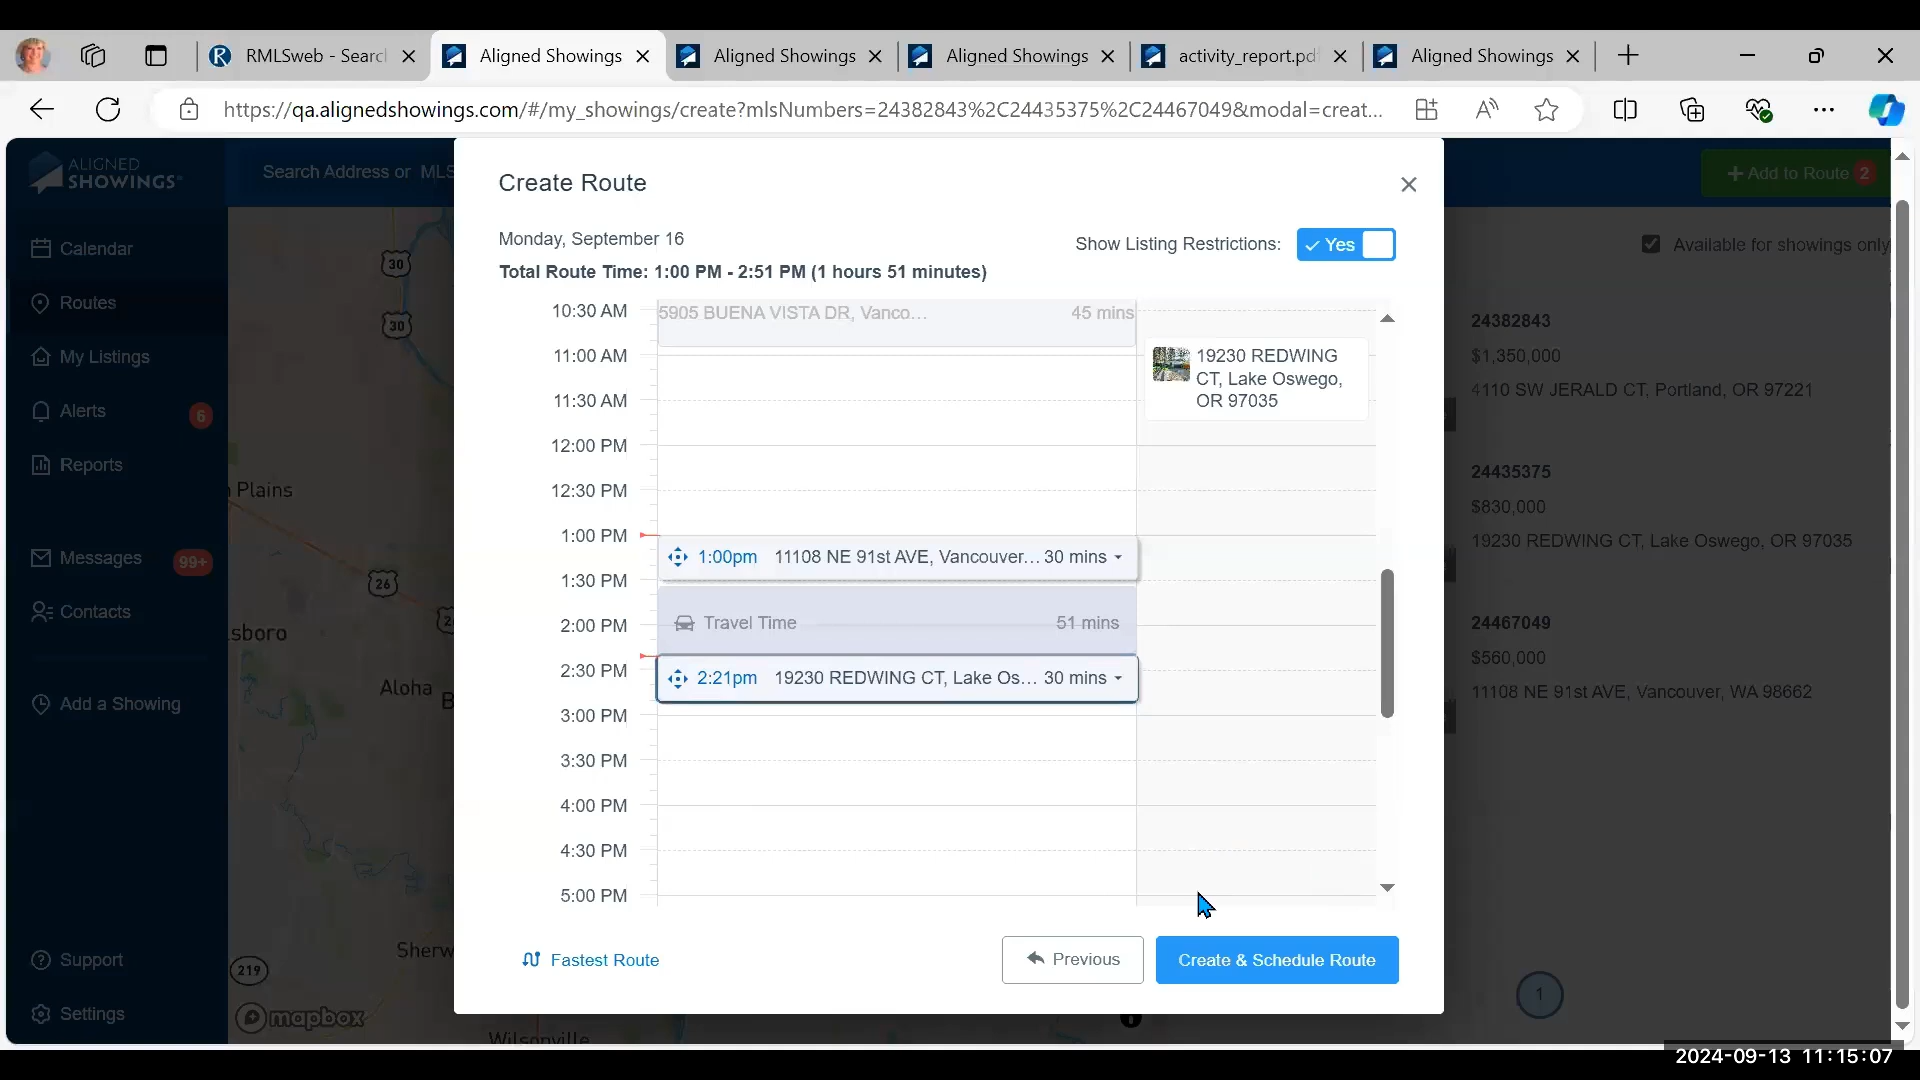 RMLSweb - Searc
Aligned Showings
Aligned Showings
Aligned Showings
activity_report.pd
Aligned Showings
https://qa.alignedshowings.com/#/my_showings/create?mlsNumbers=24382843%2C24435375%2C24467049&modal=creat...
ALIGNED
SHOWINGS
Search Address or MLS
+ Add to Route 2
Calendar
Routes
My Listings
Alerts 6
Reports
Messages 99+
Contacts
Add a Showing
Support
Settings
30
30
Plains
26
lsboro
Aloha
B
Sherw
219
mapbox
Wilsonville
Create Route
Monday, September 16
Show Listing Restrictions: Yes
Total Route Time: 1:00 PM - 2:51 PM (1 hours 51 minutes)
10:30 AM
5905 BUENA VISTA DR, Vanco... 45 mins
11:00 AM
19230 REDWING
CT, Lake Oswego,
OR 97035
11:30 AM
12:00 PM
12:30 PM
1:00 PM
1:00pm 11108 NE 91st AVE, Vancouver... 30 mins
1:30 PM
2:00 PM
Travel Time 51 mins
2:30 PM
2:21pm 19230 REDWING CT, Lake Os... 30 mins
3:00 PM
3:30 PM
4:00 PM
4:30 PM
5:00 PM
Fastest Route
Previous
Create & Schedule Route
Available for showings only
24382843
$1,350,000
4110 SW JERALD CT, Portland, OR 97221
24435375
$830,000
19230 REDWING CT, Lake Oswego, OR 97035
24467049
$560,000
11108 NE 91st AVE, Vancouver, WA 98662
1
2024-09-13 11:15:07